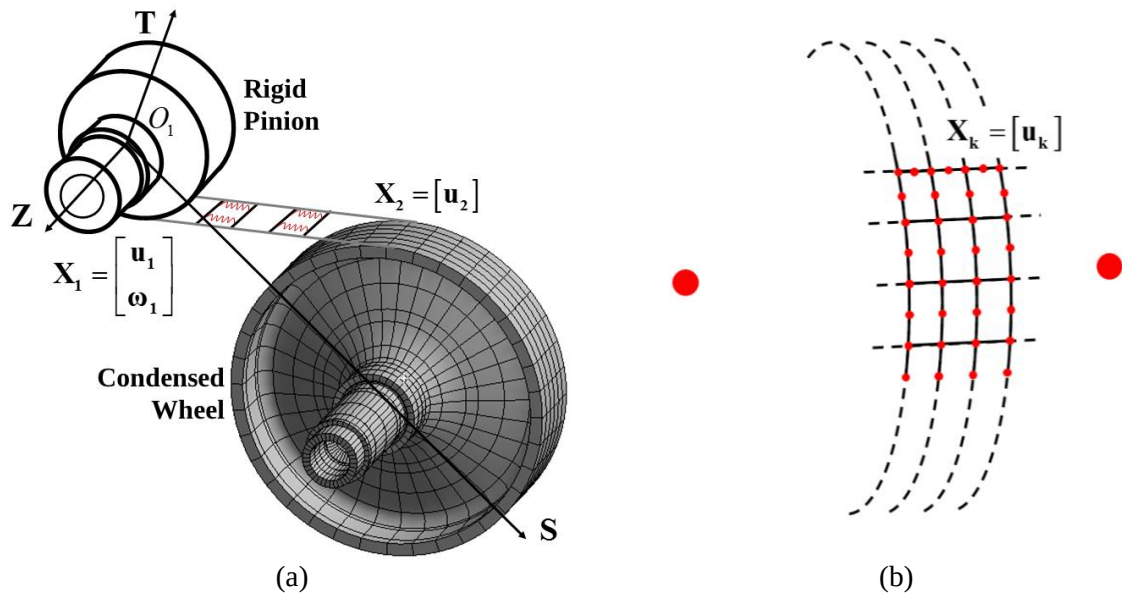 T
Rigid
Pinion
O₁
Z
X₁ = [u₁
ω₁]
X₂ = [u₂]
Condensed
Wheel
S
(a)
Xₖ = [uₖ]
(b)